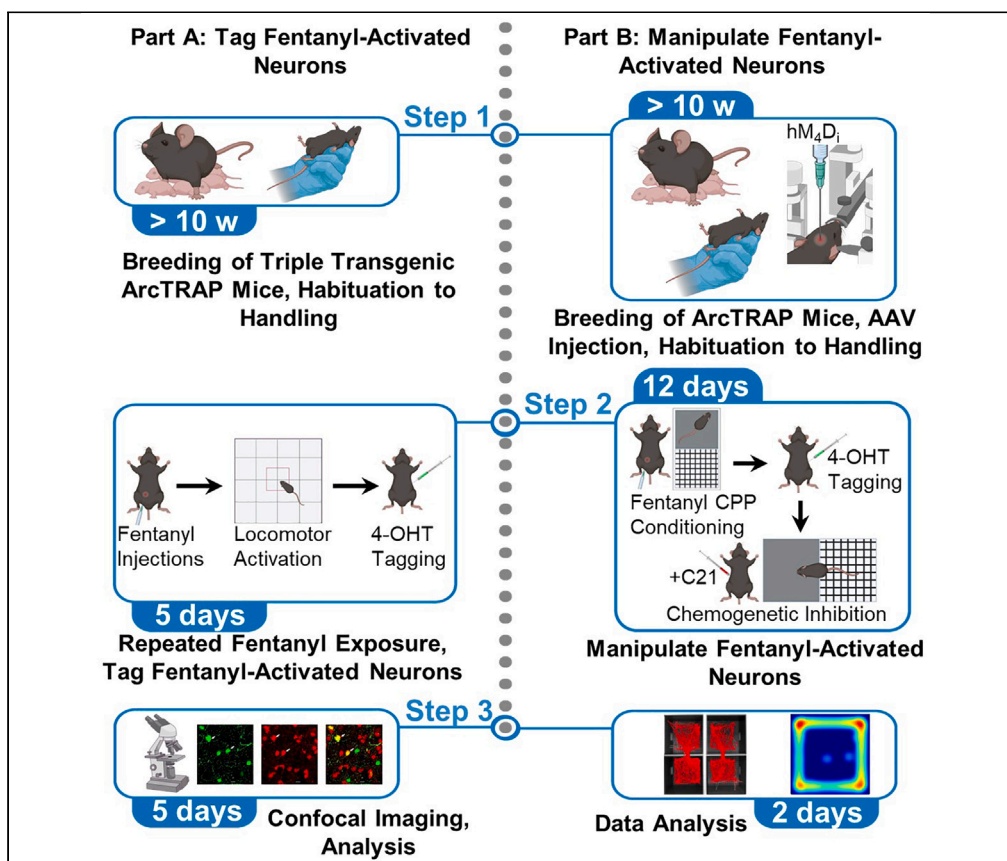 Part A: Tag Fentanyl-Activated
Neurons
Part B: Manipulate Fentanyl-
Activated Neurons
Step 1
> 10 w
Breeding of Triple Transgenic
ArcTRAP Mice, Habituation to
Handling
> 10 w
hM₄Dᵢ
Breeding of ArcTRAP Mice, AAV
Injection, Habituation to Handling
Step 2
Fentanyl
Injections
Locomotor
Activation
4-OHT
Tagging
5 days
Repeated Fentanyl Exposure,
Tag Fentanyl-Activated Neurons
12 days
Fentanyl CPP
Conditioning
4-OHT
Tagging
+C21
Chemogenetic Inhibition
Manipulate Fentanyl-Activated
Neurons
Step 3
5 days
Confocal Imaging,
Analysis
Data Analysis
2 days